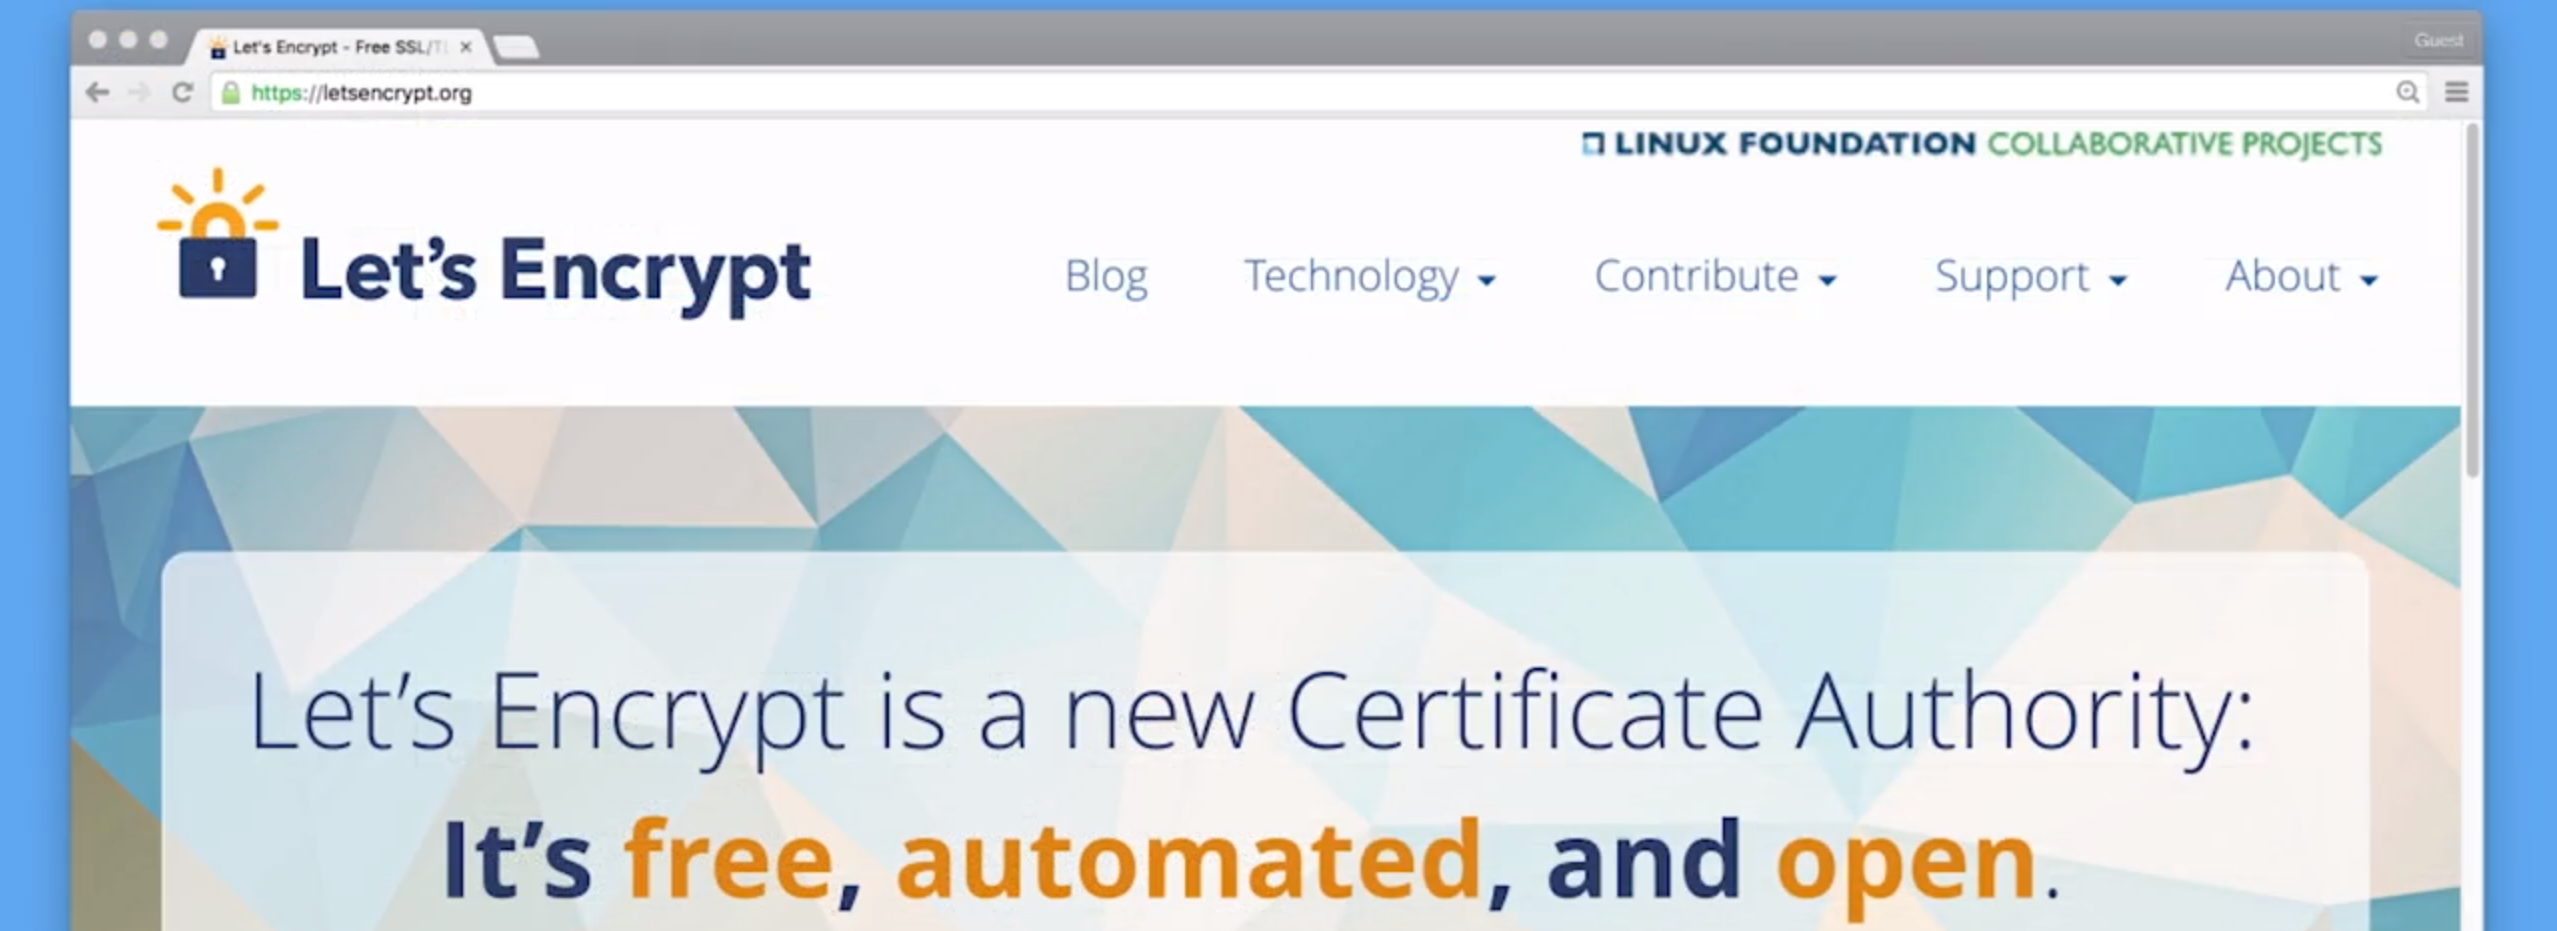 Let's Encrypt - Free SSL/T
Guest
https://letsencrypt.org
LINUX FOUNDATION COLLABORATIVE PROJECTS
Let's Encrypt
Blog Technology Contribute Support About
Let's Encrypt is a new Certificate Authority:
It's free, automated, and open.